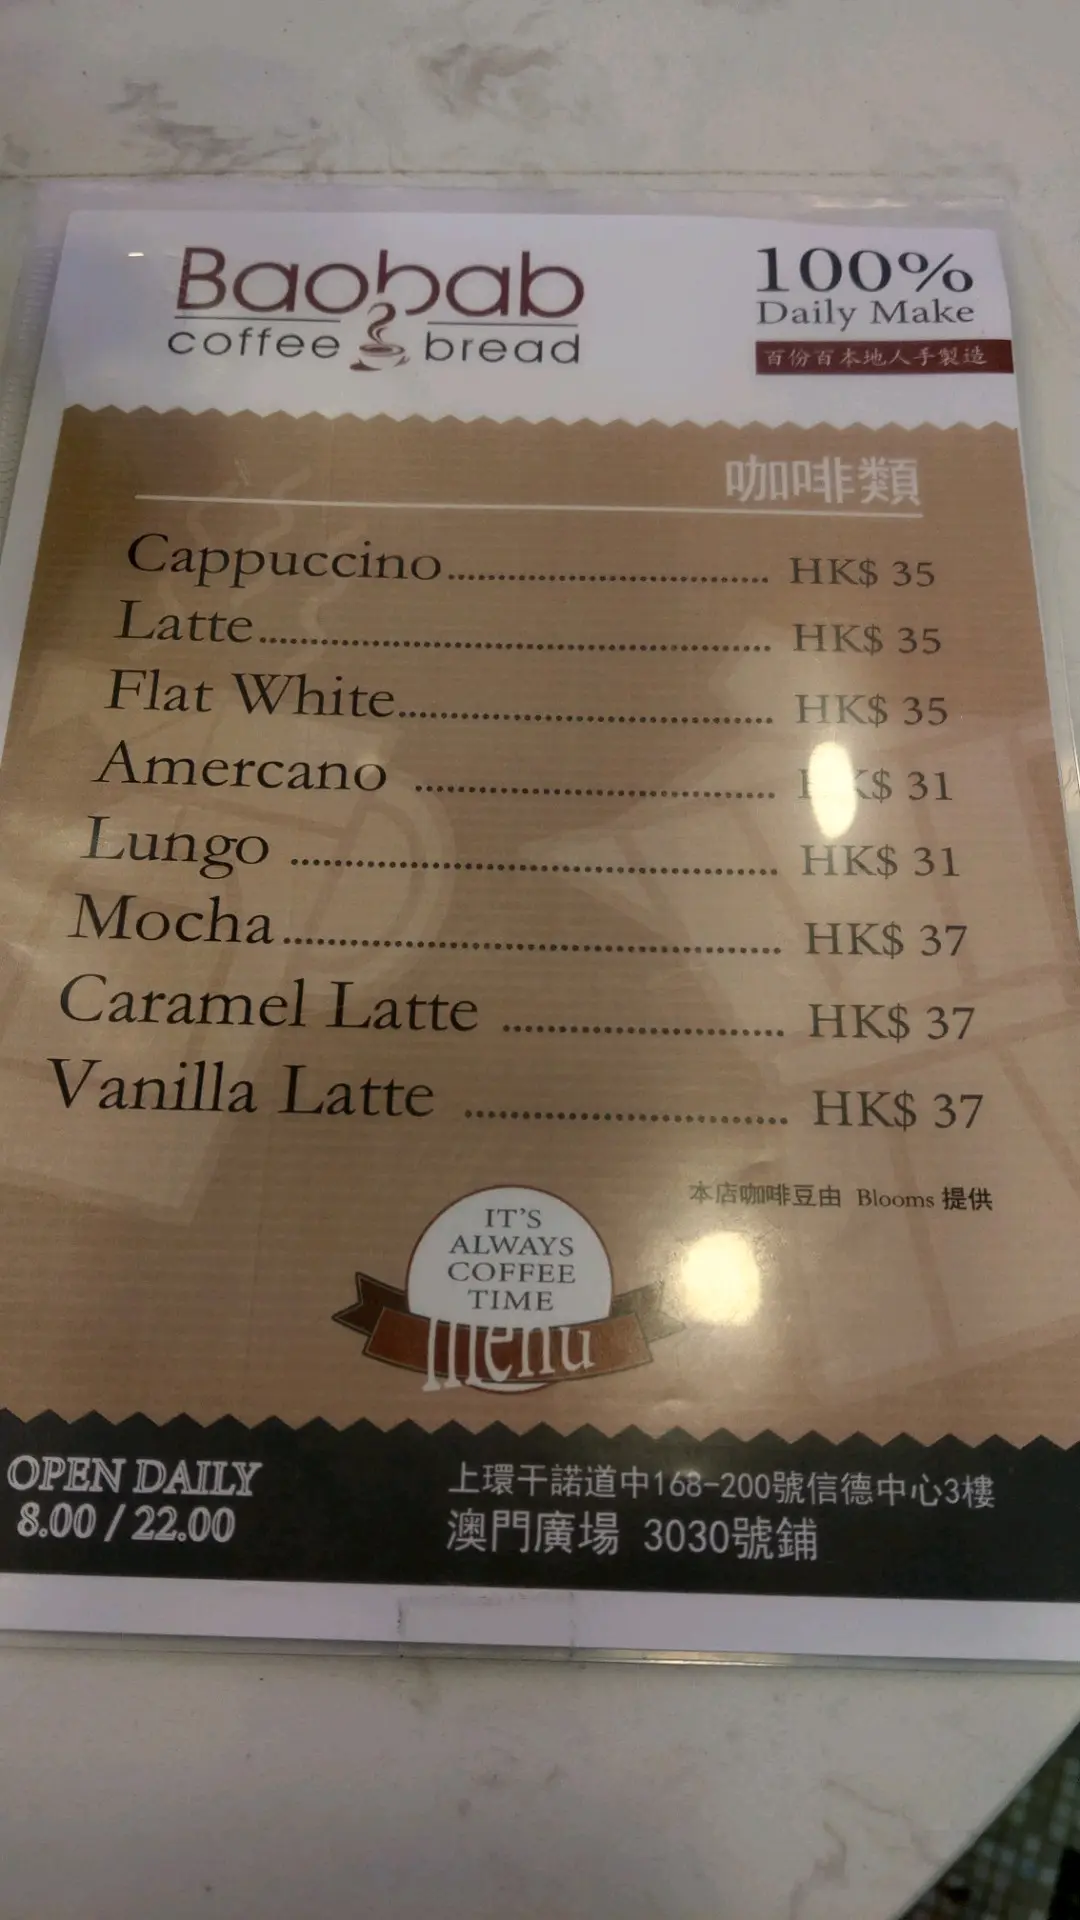 Baobab
coffee bread
100%
Daily Make
百份百本地人手製造
咖啡類
Cappuccino.............................. HK$ 35
Latte.............................. HK$ 35
Flat White.............................. HK$ 35
Amercano .............................. HK$ 31
Lungo .............................. HK$ 31
Mocha.............................. HK$ 37
Caramel Latte .............................. HK$ 37
Vanilla Latte .............................. HK$ 37
本店咖啡豆由 Blooms 提供
IT'S
ALWAYS
COFFEE
TIME
menu
OPEN DAILY
8.00 / 22.00
上環干諾道中168-200號信德中心3樓
澳門廣場 3030號鋪